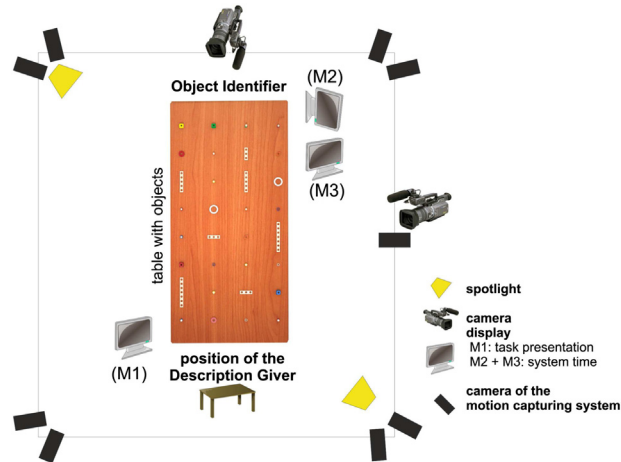 (M2)
Object Identifier
(M3)
table with objects
(M1)
position of the
Description Giver
spotlight
camera
display
M1: task presentation
M2 + M3: system time
camera of the
motion capturing system